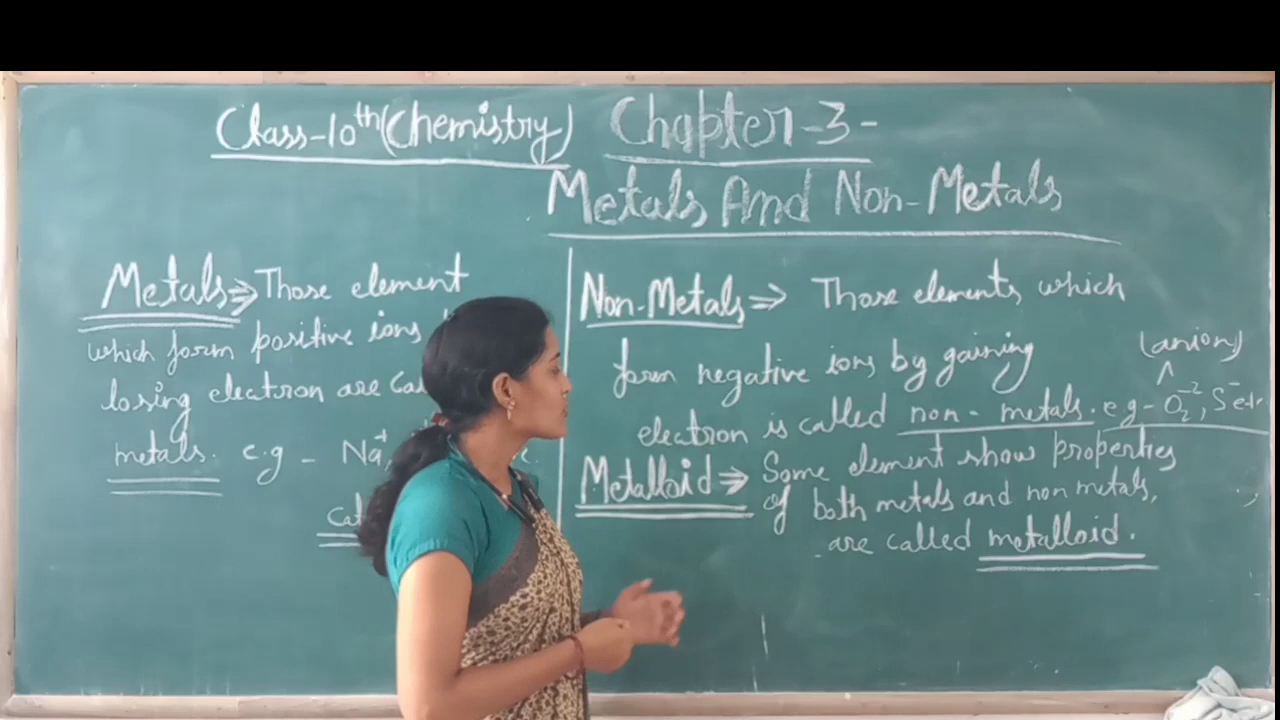 Class-10th(Chemistry) Chapter-3-
Metals And Non-Metals
Metals ⇒ Those element
which form positive ions
losing electron are
metals. e.g - Na+
Non-Metals ⇒ Those elements which
form negative ions by gaining
(anion)
electron is called non-metals. e g - O2-2, S-
Metalloid ⇒ Some element show properties
of both metals and non metals,
are called metalloid.